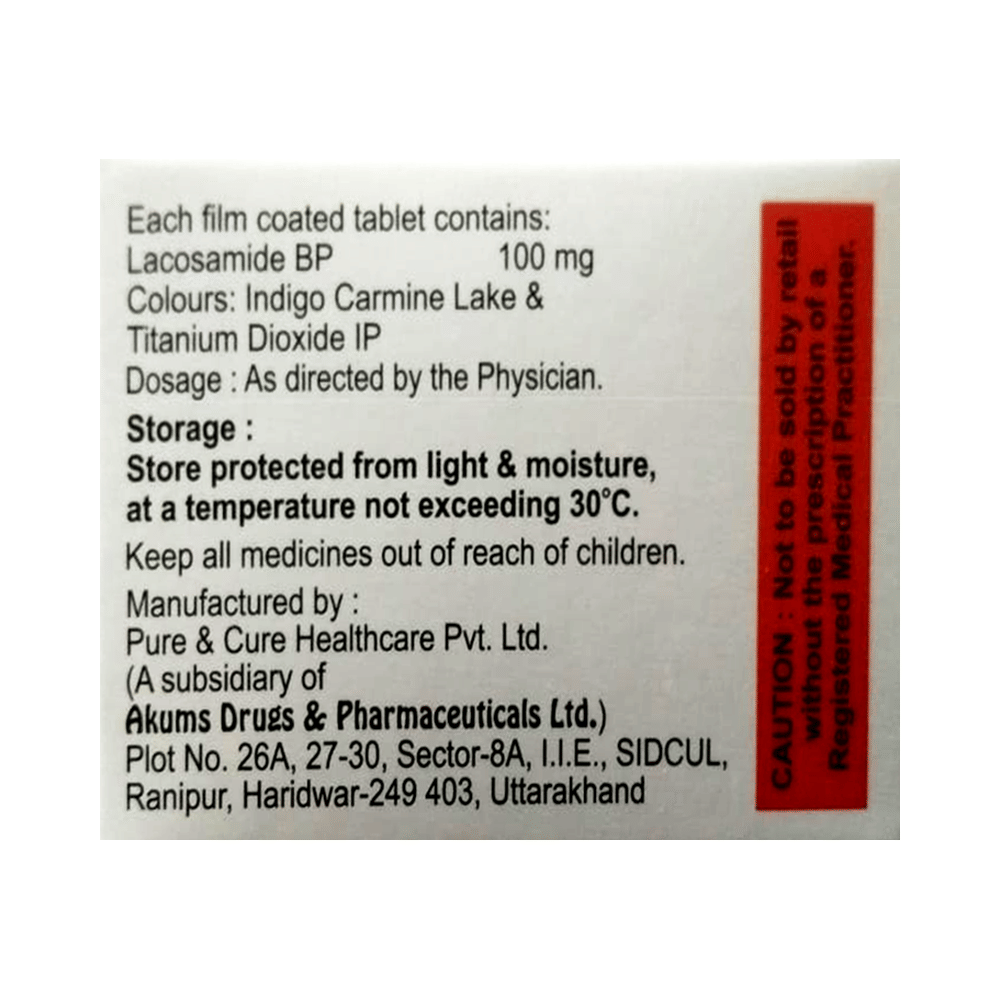 Each film coated tablet contains:
Lacosamide BP 100 mg
Colours: Indigo Carmine Lake &
Titanium Dioxide IP
Dosage : As directed by the Physician.
Storage :
Store protected from light & moisture,
at a temperature not exceeding 30°C.
Keep all medicines out of reach of children.
Manufactured by :
Pure & Cure Healthcare Pvt. Ltd.
(A subsidiary of
Akums Drugs & Pharmaceuticals Ltd.)
Plot No. 26A, 27-30, Sector-8A, I.I.E., SIDCUL,
Ranipur, Haridwar-249 403, Uttarakhand
CAUTION : Not to be sold by retail
without the prescription of a
Registered Medical Practitioner.